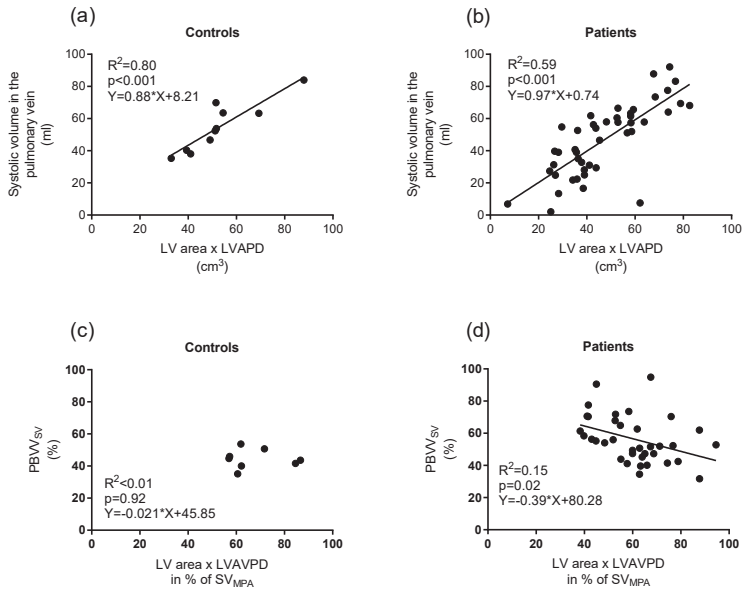 (a)
Controls
R²=0.80
p<0.001
Y=0.88*X+8.21
Systolic volume in the
pulmonary vein
(ml)
100
80
60
40
20
0
0 20 40 60 80 100
LV area x LVAPD
(cm³)
(b)
Patients
R²=0.59
p<0.001
Y=0.97*X+0.74
Systolic volume in the
pulmonary vein
(ml)
100
80
60
40
20
0
0 20 40 60 80 100
LV area x LVAPD
(cm³)
(c)
Controls
PBVVSV
(%)
100
80
60
40
20
0
R²<0.01
p=0.92
Y=-0.021*X+45.85
0 20 40 60 80 100
LV area x LVAVPD
in % of SVMPA
(d)
Patients
PBVVSV
(%)
100
80
60
40
20
0
R²=0.15
p=0.02
Y=-0.39*X+80.28
0 20 40 60 80 100
LV area x LVAVPD
in % of SVMPA